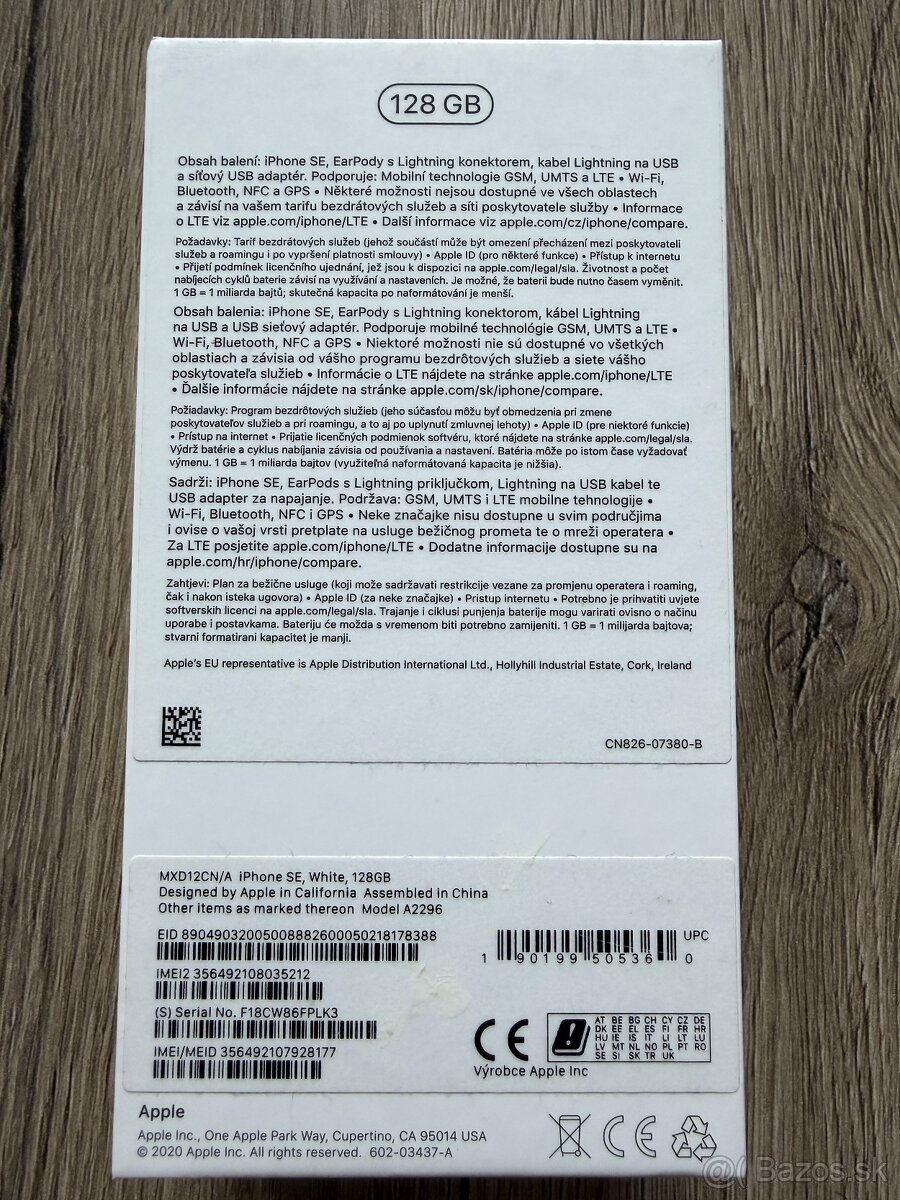 128 GB
Obsah balení: iPhone SE, EarPody s Lightning konektorem, kabel Lightning na USB
a síťový USB adaptér. Podporuje: Mobilní technologie GSM, UMTS a LTE • Wi-Fi,
Bluetooth, NFC a GPS • Některé možnosti nejsou dostupné ve všech oblastech
a závisí na vašem tarifu bezdrátových služeb a síti poskytovatele služby • Informace
o LTE viz apple.com/iphone/LTE • Další informace viz apple.com/cz/iphone/compare.
Požadavky: Tarif bezdrátových služeb (jehož součástí může být omezení přecházení mezi poskytovateli
služeb a roamingu i po vypršení platnosti smlouvy) • Apple ID (pro některé funkce) • Přístup k internetu
• Přijetí podmínek licenčního ujednání, jež jsou k dispozici na apple.com/legal/sla. Životnost a počet
nabíjecích cyklů baterie závisí na využívání a nastaveních. Je možné, že baterii bude nutno časem vyměnit.
1 GB = 1 miliarda bajtů; skutečná kapacita po naformátování je menší.
Obsah balenia: iPhone SE, EarPody s Lightning konektorom, kábel Lightning
na USB a USB sieťový adaptér. Podporuje mobilné technológie GSM, UMTS a LTE •
Wi-Fi, Bluetooth, NFC a GPS • Niektoré možnosti nie sú dostupné vo všetkých
oblastiach a závisia od vášho programu bezdrôtových služieb a siete vášho
poskytovateľa služieb • Informácie o LTE nájdete na stránke apple.com/iphone/LTE
• Ďalšie informácie nájdete na stránke apple.com/sk/iphone/compare.
Požiadavky: Program bezdrôtových služieb (jeho súčasťou môžu byť obmedzenia pri zmene
poskytovateľov služieb a pri roamingu, a to aj po uplynutí zmluvnej lehoty) • Apple ID (pre niektoré funkcie)
• Prístup na internet • Prijatie licenčných podmienok softvéru, ktoré nájdete na stránke apple.com/legal/sla.
Výdrž batérie a cyklus nabíjania závisia od používania a nastavení. Batéria môže po istom čase vyžadovať
výmenu. 1 GB = 1 miliarda bajtov (využiteľná naformátovaná kapacita je nižšia).
Sadrži: iPhone SE, EarPods s Lightning priključkom, Lightning na USB kabel te
USB adapter za napajanje. Podržava: GSM, UMTS i LTE mobilne tehnologije •
Wi-Fi, Bluetooth, NFC i GPS • Neke značajke nisu dostupne u svim područjima
i ovise o vašoj vrsti pretplate na usluge bežičnog prometa te o mreži operatera •
Za LTE posjetite apple.com/iphone/LTE • Dodatne informacije dostupne su na
apple.com/hr/iphone/compare.
Zahtjevi: Plan za bežične usluge (koji može sadržavati restrikcije vezane za promjenu operatera i roaming,
čak i nakon isteka ugovora) • Apple ID (za neke značajke) • Pristup internetu • Potrebno je prihvatiti uvjete
softverskih licenci na apple.com/legal/sla. Trajanje i ciklusi punjenja baterije mogu varirati ovisno o načinu
uporabe i postavkama. Bateriju će možda s vremenom biti potrebno zamijeniti. 1 GB = 1 milijarda bajtova;
stvarni formatirani kapacitet je manji.
Apple's EU representative is Apple Distribution International Ltd., Hollyhill Industrial Estate, Cork, Ireland
CN826-07380-B
MXD12CN/A iPhone SE, White, 128GB
Designed by Apple in California Assembled in China
Other items as marked thereon Model A2296
EID 89049032005008882600050218178388
UPC
1 90199 50536 0
IMEI2 356492108035212
(S) Serial No. F18CW86FPLK3
IMEI/MEID 356492107928177
CE
AT BE BG CH CY CZ DE
DK EE EL ES FI FR HR
HU IE IS IT LI LT LU
LV MT NL NO PL PT RO
SE SI SK TR UK
Výrobce Apple Inc
Apple
Apple Inc., One Apple Park Way, Cupertino, CA 95014 USA
© 2020 Apple Inc. All rights reserved. 602-03437-A
CE
@( Bazos.sk